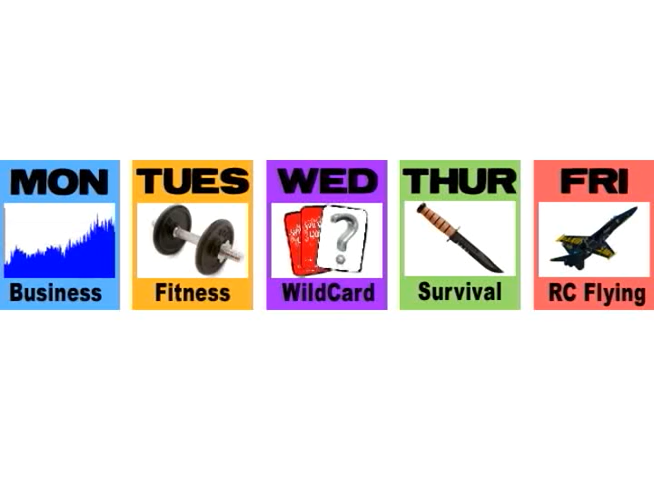 MON
Business
TUES
Fitness
WED
?
WildCard
THUR
Survival
FRI
RC Flying